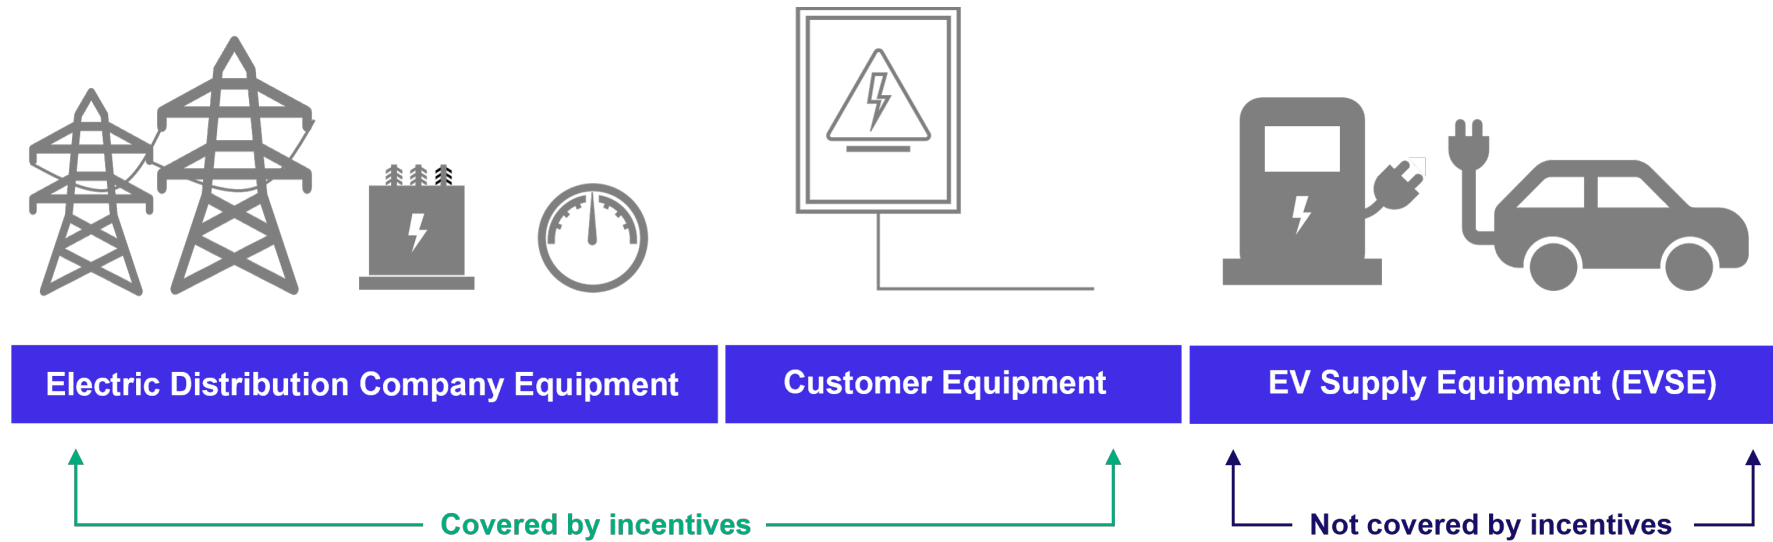 Electric Distribution Company Equipment
Customer Equipment
EV Supply Equipment (EVSE)
Covered by incentives
Not covered by incentives